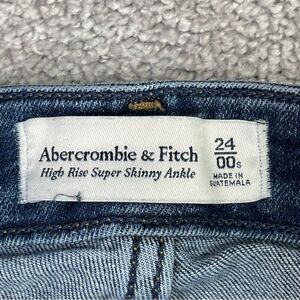 Abercrombie & Fitch
High Rise Super Skinny Ankle
24
00s
MADE IN
GUATEMALA